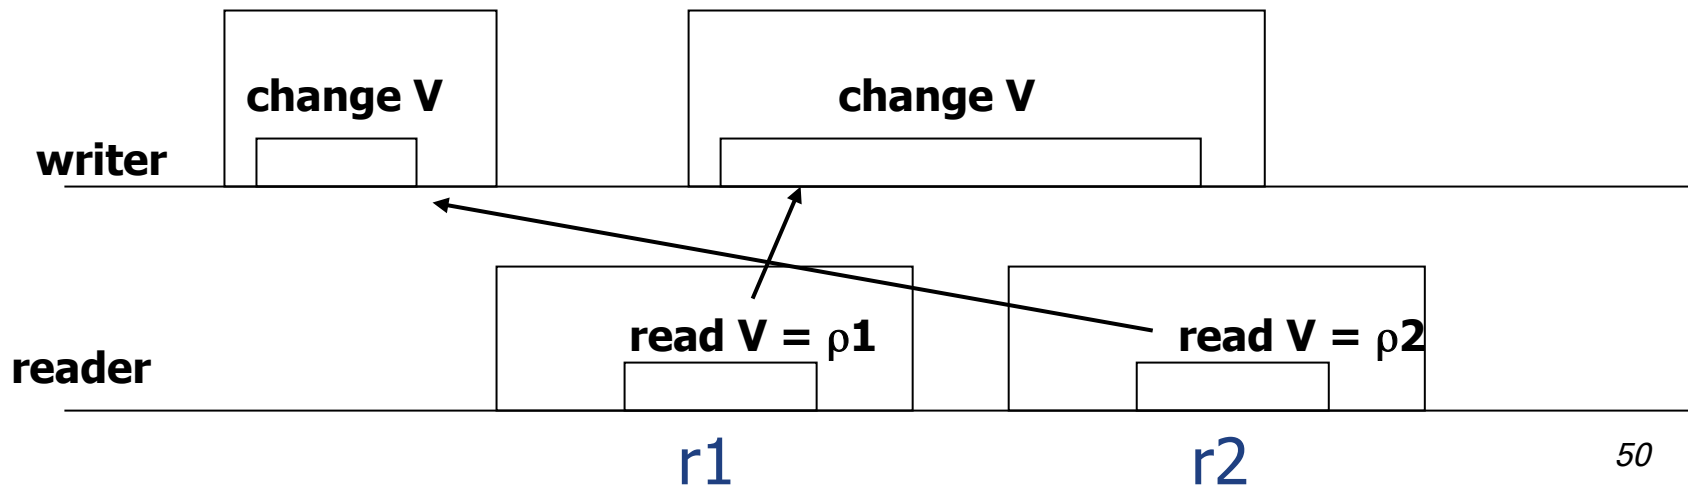 change V
change V
writer
read V = ρ1
read V = ρ2
reader
r1
r2
50